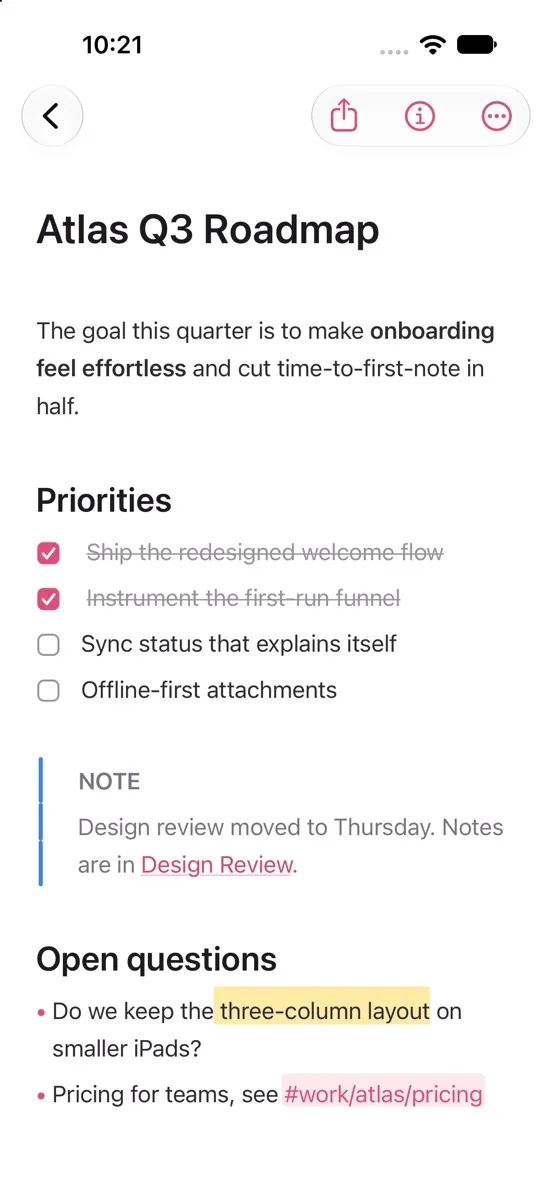 10:21
Atlas Q3 Roadmap
The goal this quarter is to make onboarding
feel effortless and cut time-to-first-note in
half.
Priorities
Ship the redesigned welcome flow
Instrument the first-run funnel
Sync status that explains itself
Offline-first attachments
NOTE
Design review moved to Thursday. Notes
are in Design Review.
Open questions
• Do we keep the three-column layout on
smaller iPads?
• Pricing for teams, see #work/atlas/pricing